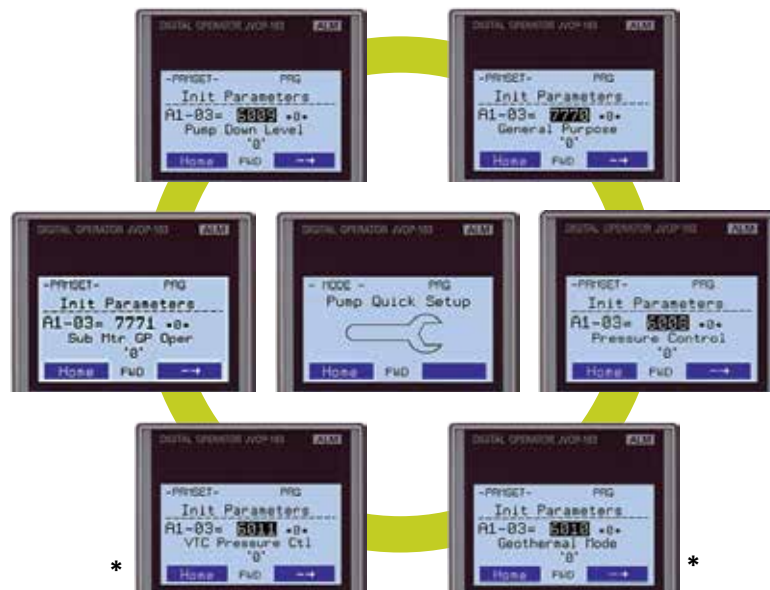 DIGITAL OPERATOR JVOP-183 ALM
-PRMSET- PRG
Init Parameters
A1-03= 6009 *0*
Pump Down Level
"0"
Home FWD →
DIGITAL OPERATOR JVOP-183 ALM
-PRMSET- PRG
Init Parameters
A1-03= 7770 *0*
General Purpose
"0"
Home FWD →
DIGITAL OPERATOR JVOP-183 ALM
-PRMSET- PRG
Init Parameters
A1-03= 7771 *0*
Sub Mtr GP Oper
"0"
Home FWD →
DIGITAL OPERATOR JVOP-183 ALM
- MODE - PRG
Pump Quick Setup
Home FWD
DIGITAL OPERATOR JVOP-183 ALM
-PRMSET- PRG
Init Parameters
A1-03= 6008 *0*
Pressure Control
"0"
Home FWD →
DIGITAL OPERATOR JVOP-183 ALM
-PRMSET- PRG
Init Parameters
A1-03= 6011 *0*
VTC Pressure Ctl
"0"
Home FWD →
*
DIGITAL OPERATOR JVOP-183 ALM
-PRMSET- PRG
Init Parameters
A1-03= 6010 *0*
Geothermal Mode
"0"
Home FWD →
*